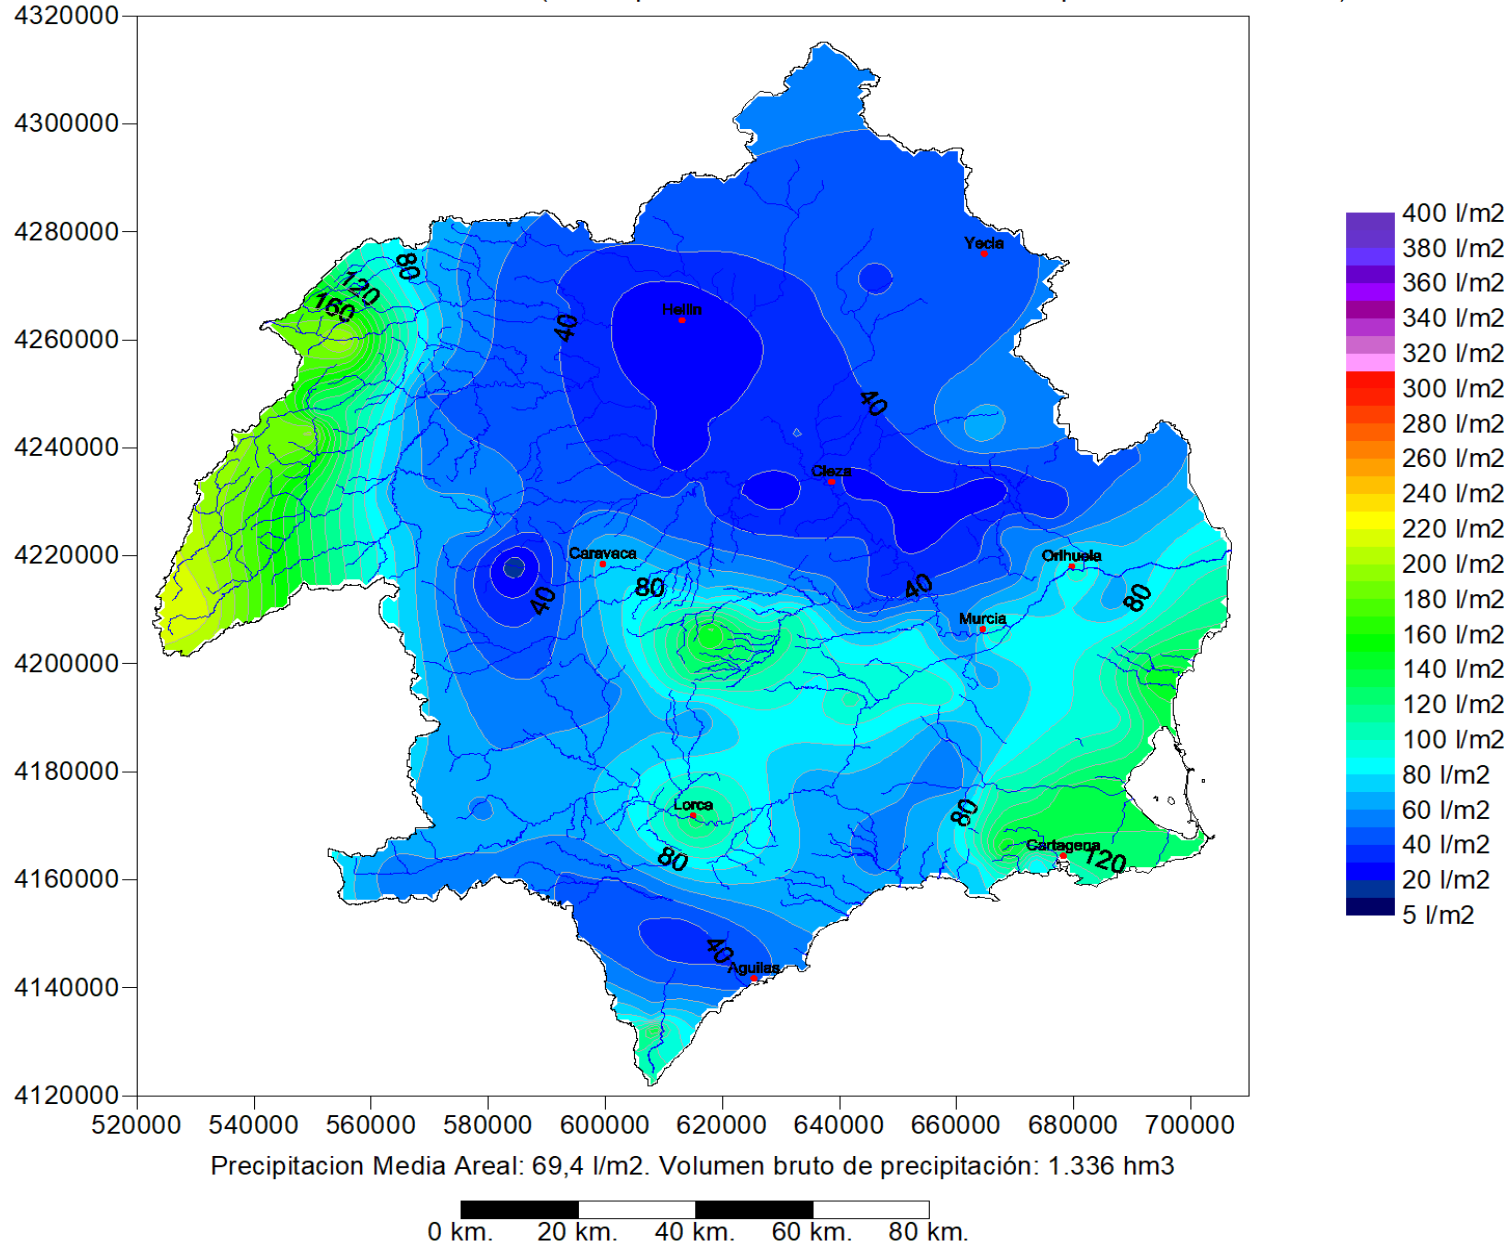 4320000
4300000
4280000
4260000
4240000
4220000
4200000
4180000
4160000
4140000
4120000
520000 540000 560000 580000 600000 620000 640000 660000 680000 700000
Yecla
80
120
160
Hellin
40
40
Cieza
Caravaca
Orihuela
80
40
40
80
Murcia
Lorca
80
80
Cartagena
120
40
Aguilas
400 l/m2
380 l/m2
360 l/m2
340 l/m2
320 l/m2
300 l/m2
280 l/m2
260 l/m2
240 l/m2
220 l/m2
200 l/m2
180 l/m2
160 l/m2
140 l/m2
120 l/m2
100 l/m2
80 l/m2
60 l/m2
40 l/m2
20 l/m2
5 l/m2
Precipitacion Media Areal: 69,4 l/m2. Volumen bruto de precipitación: 1.336 hm3
0 km. 20 km. 40 km. 60 km. 80 km.